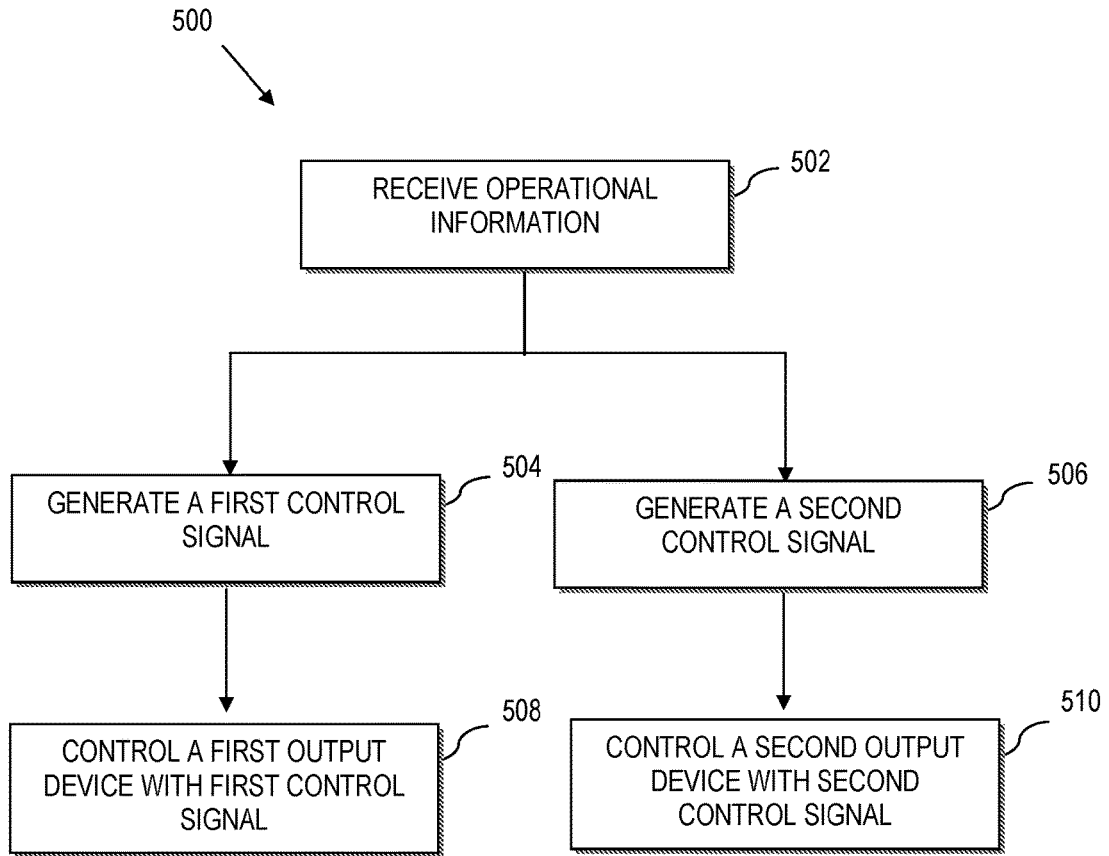 500
502
RECEIVE OPERATIONAL
INFORMATION
504
GENERATE A FIRST CONTROL
SIGNAL
506
GENERATE A SECOND
CONTROL SIGNAL
508
CONTROL A FIRST OUTPUT
DEVICE WITH FIRST CONTROL
SIGNAL
510
CONTROL A SECOND OUTPUT
DEVICE WITH SECOND
CONTROL SIGNAL